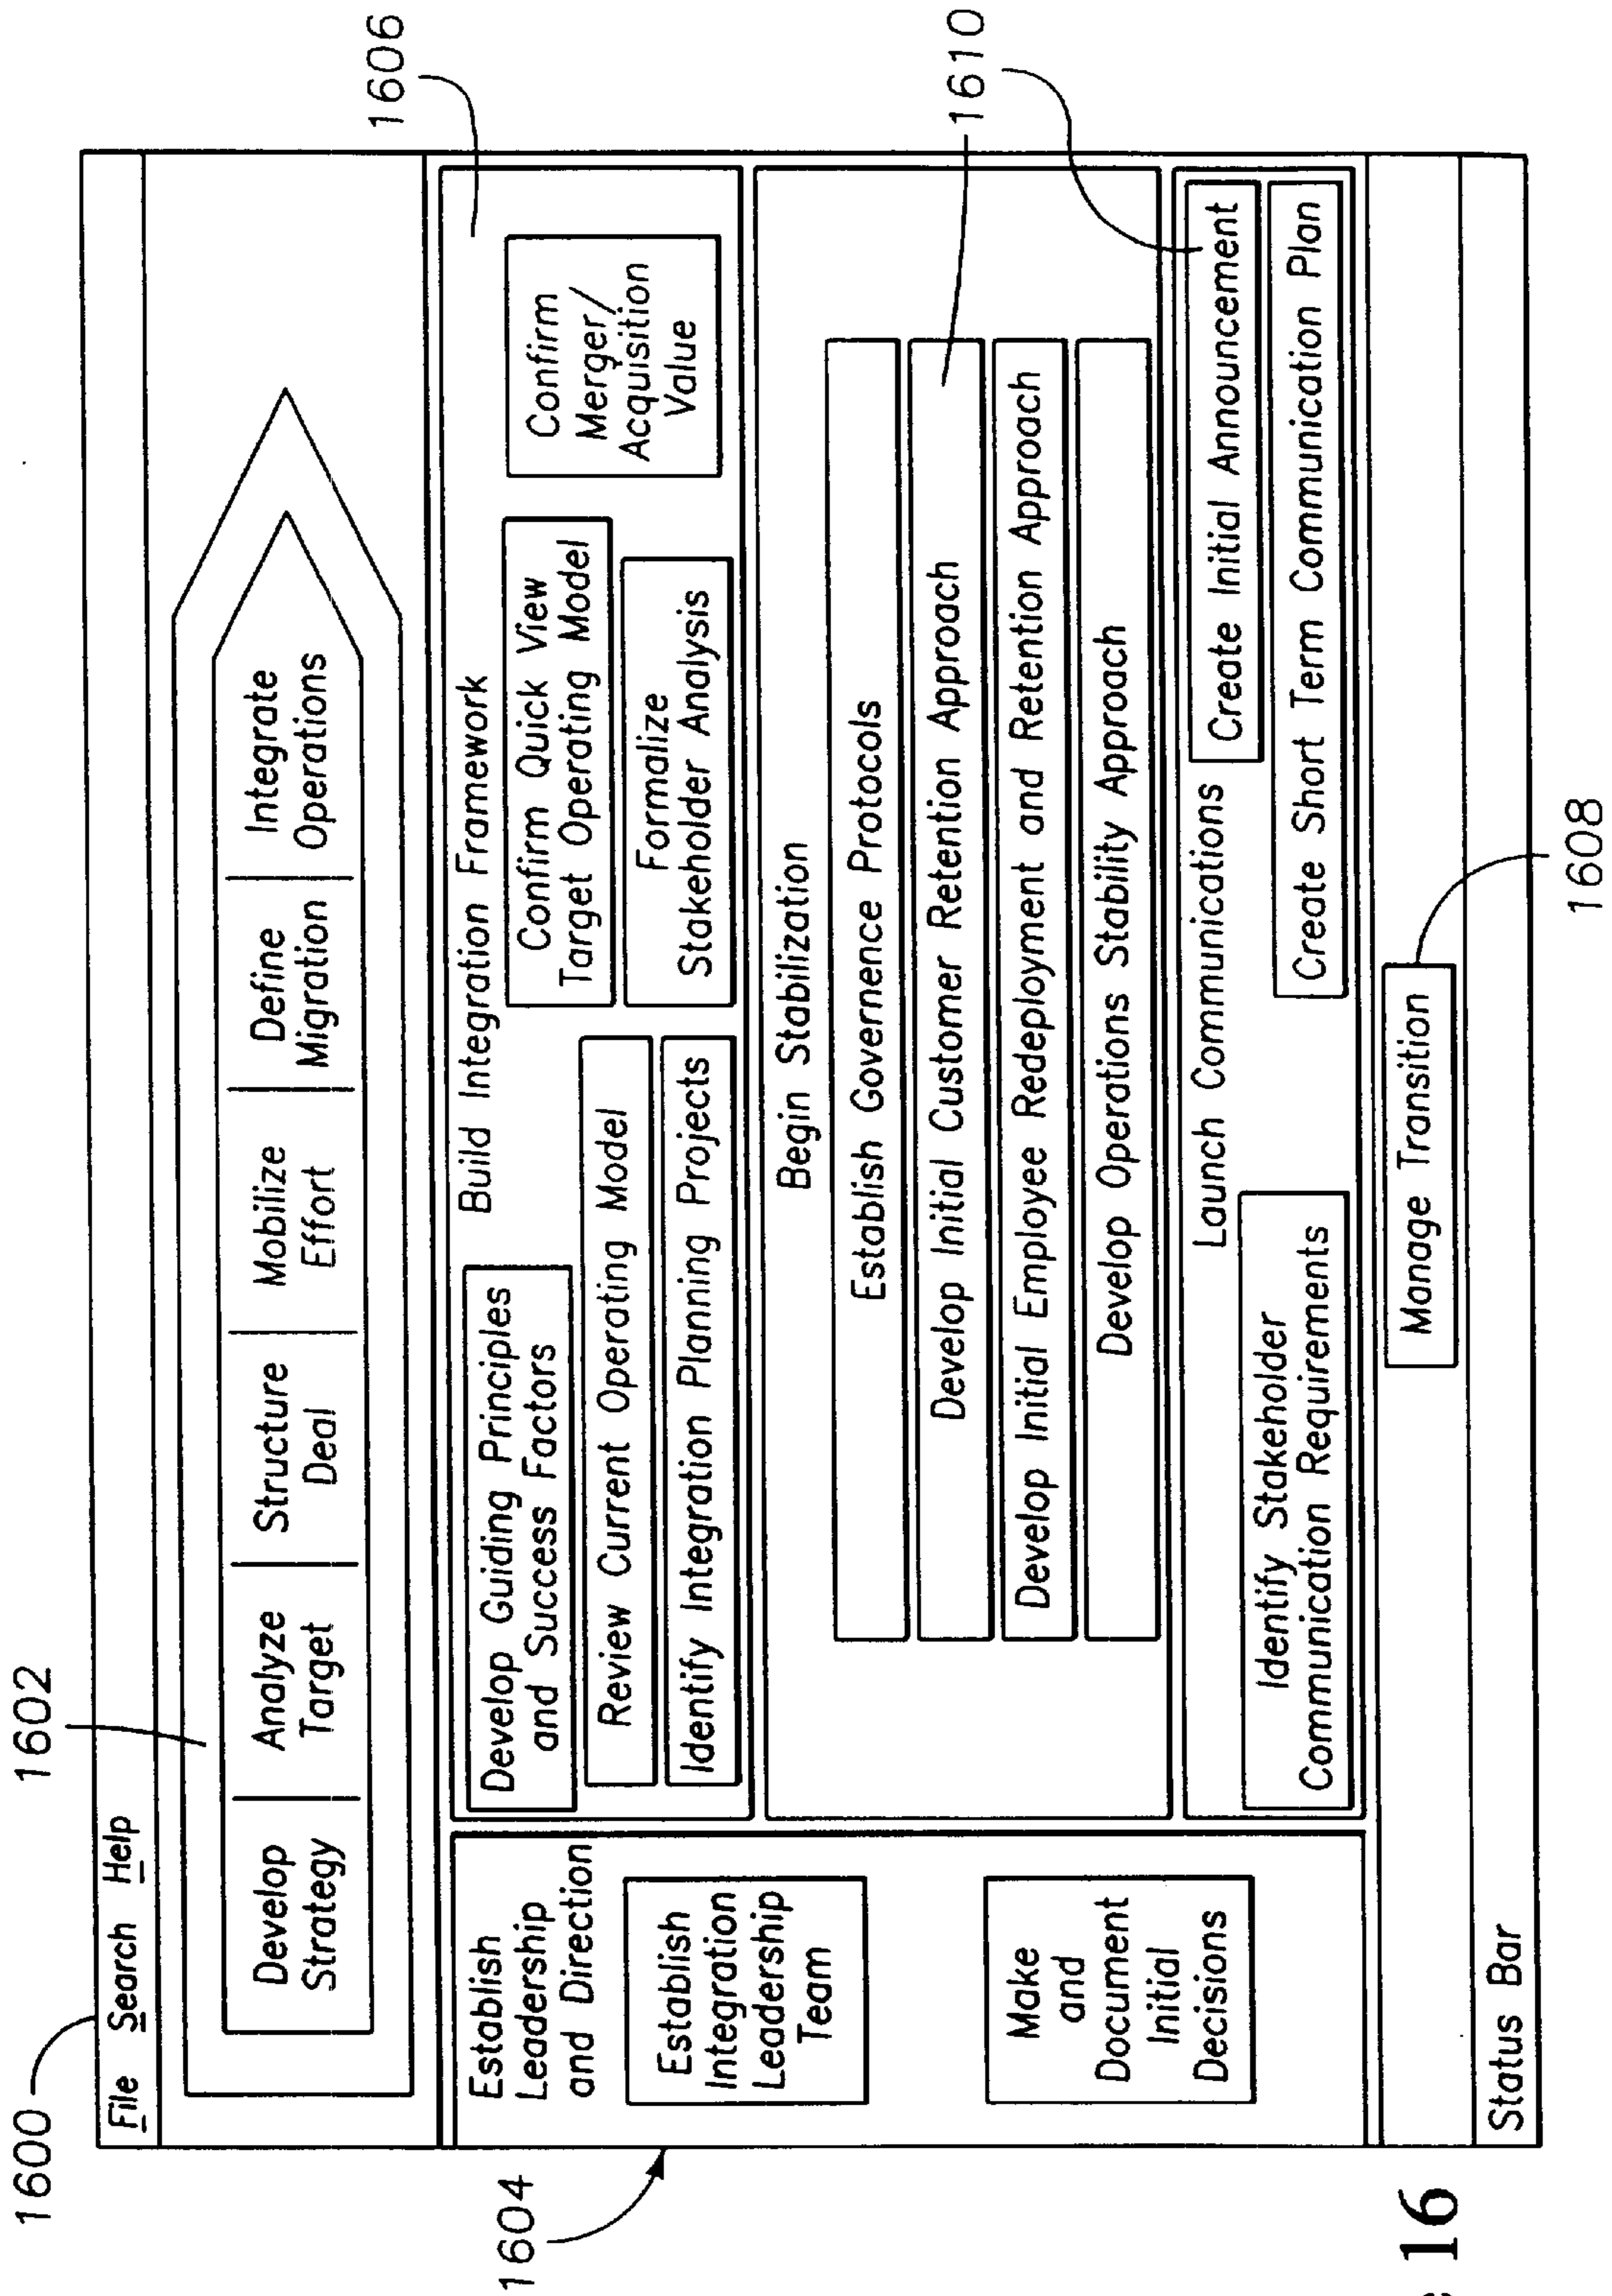 1600
File Search Help
1602
Develop
Strategy
Analyze
Target
Structure
Deal
Mobilize
Effort
Define
Migration
Integrate
Operations
1604
Establish
Leadership
and Direction
Establish
Integration
Leadership
Team
Make
and
Document
Initial
Decisions
Build Integration Framework
1606
Develop Guiding Principles
and Success Factors
Review Current Operating Model
Identify Integration Planning Projects
Confirm Quick View
Target Operating Model
Formalize
Stakeholder Analysis
Confirm
Merger/
Acquisition
Value
Begin Stabilization
Establish Governence Protocols
Develop Initial Customer Retention Approach
Develop Initial Employee Redeployment and Retention Approach
Develop Operations Stability Approach
1610
Launch Communications
Identify Stakeholder
Communication Requirements
Create Initial Announcement
Create Short Term Communication Plan
Manage Transition
1608
Status Bar
16